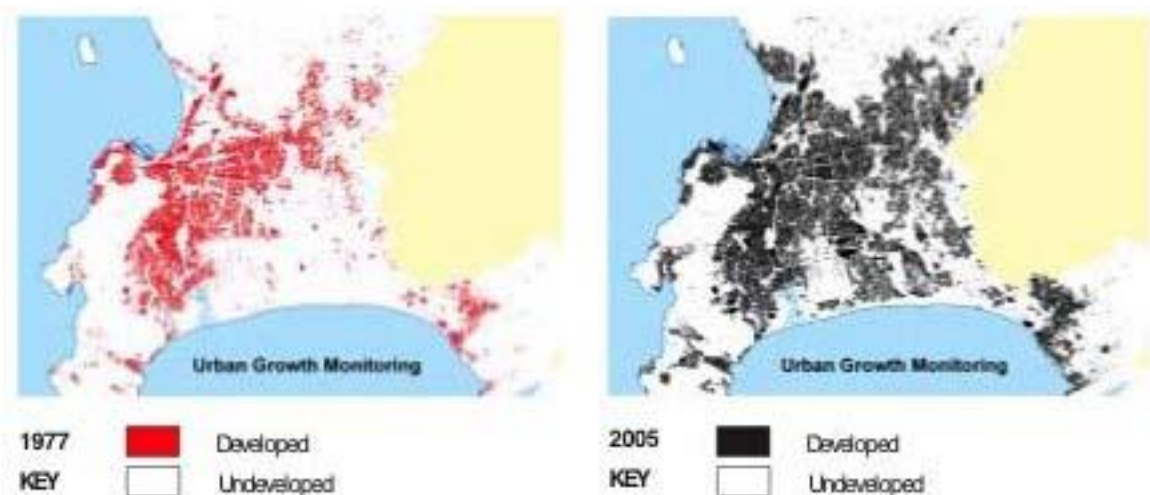 Urban Growth Monitoring
1977
Developed
KEY
Undeveloped
Urban Growth Monitoring
2005
Developed
KEY
Undeveloped